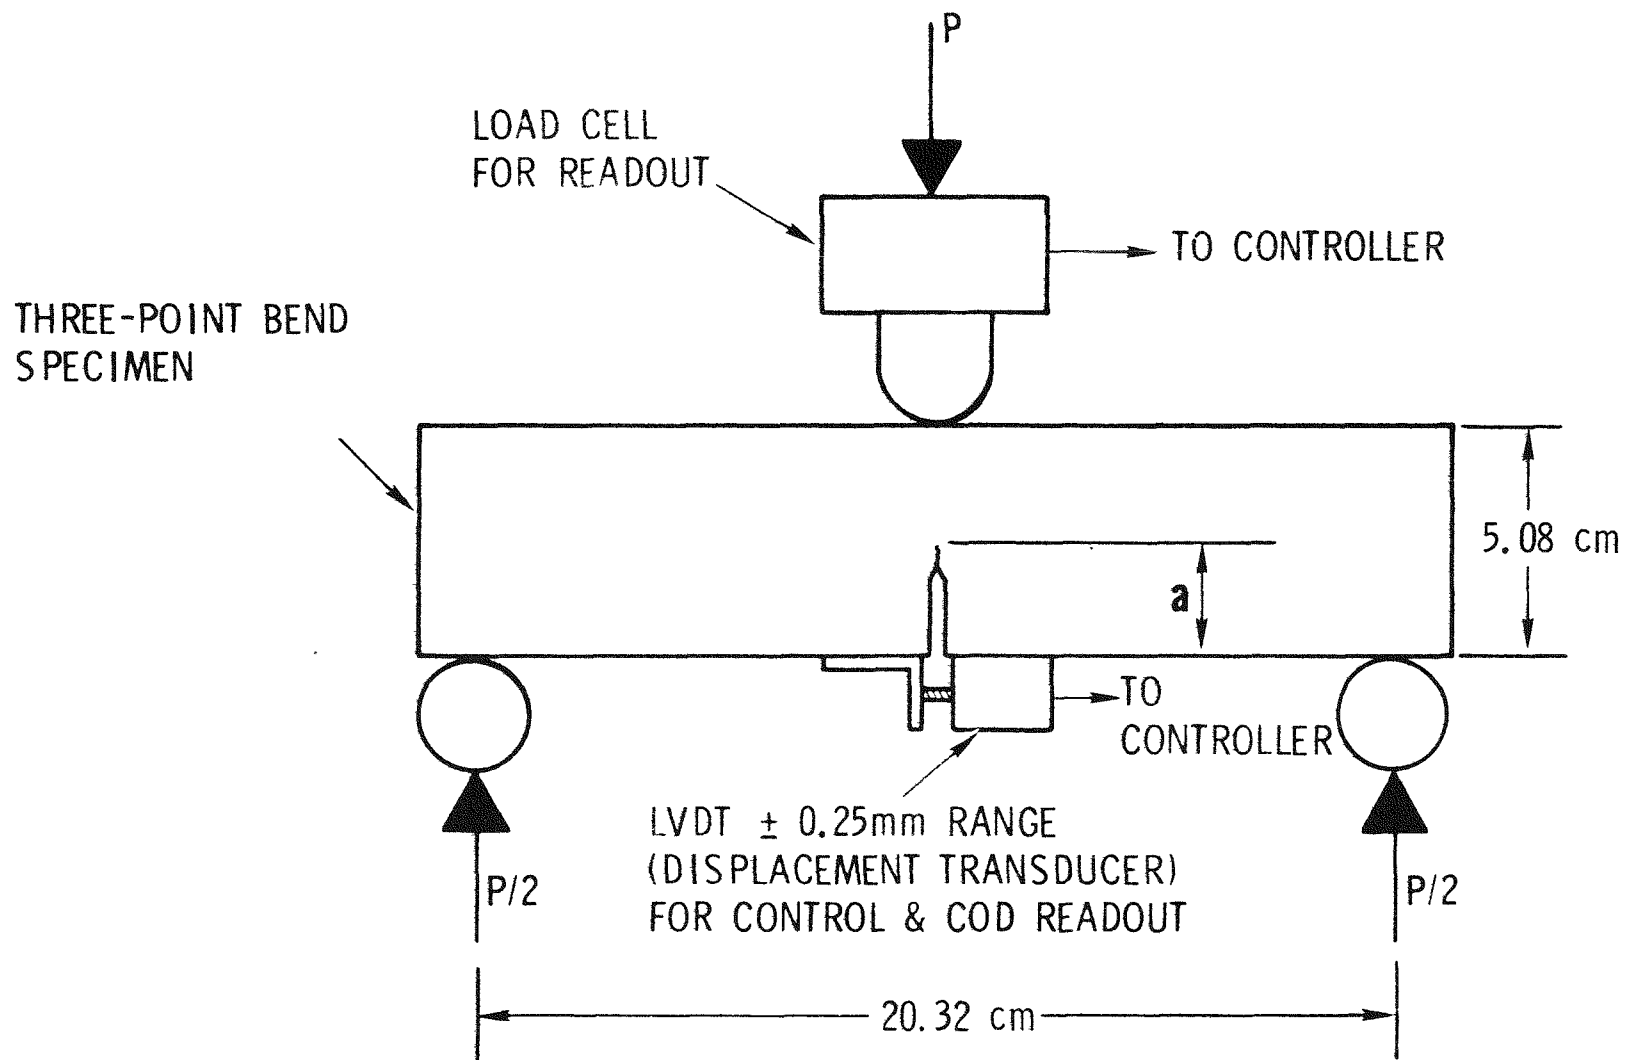 P
LOAD CELL
FOR READOUT
TO CONTROLLER
THREE-POINT BEND
SPECIMEN
5.08 cm
a
TO
CONTROLLER
LVDT ± 0.25mm RANGE
(DISPLACEMENT TRANSDUCER)
FOR CONTROL & COD READOUT
P/2
P/2
20.32 cm